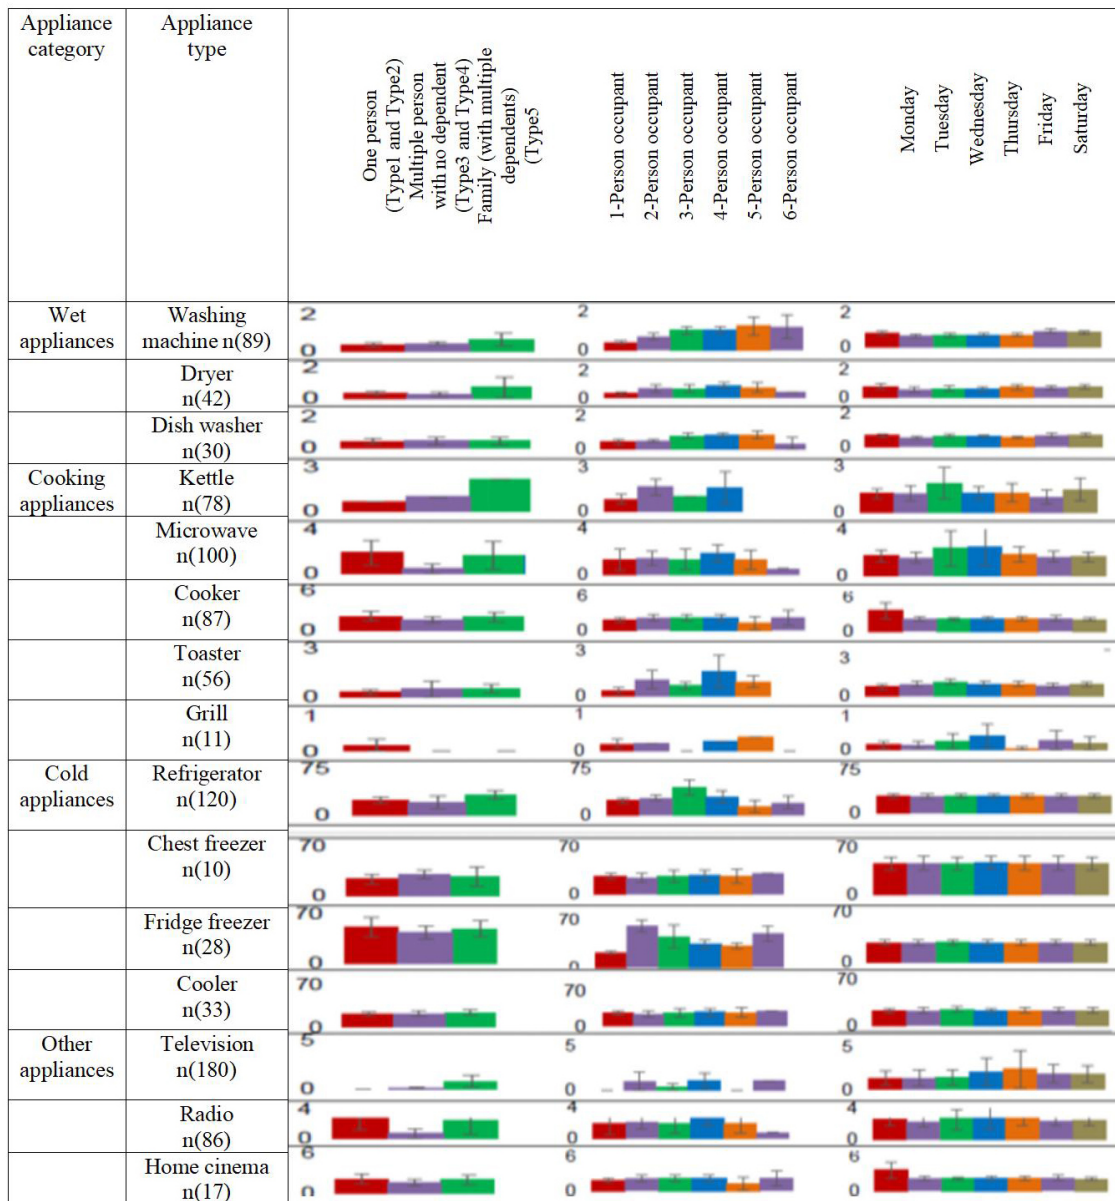 Appliance category
Appliance type
One person
(Type1 and Type2)
Multiple person
with no dependent
(Type3 and Type4)
Family (with multiple
dependents)
(Type5
1-Person occupant
2-Person occupant
3-Person occupant
4-Person occupant
5-Person occupant
6-Person occupant
Monday
Tuesday
Wednesday
Thursday
Friday
Saturday
Wet appliances
Washing machine n(89)
2
0
2
0
2
0
Dryer
n(42)
2
0
2
0
2
0
Dish washer
n(30)
2
0
2
0
2
0
Cooking appliances
Kettle
n(78)
3
0
3
0
3
0
Microwave
n(100)
4
0
4
0
4
0
Cooker
n(87)
6
0
6
0
6
0
Toaster
n(56)
3
0
3
0
3
0
Grill
n(11)
1
0
1
0
1
0
Cold appliances
Refrigerator
n(120)
75
0
75
0
75
0
Chest freezer
n(10)
70
0
70
0
70
0
Fridge freezer
n(28)
70
0
70
0
70
0
Cooler
n(33)
70
0
70
0
70
0
Other appliances
Television
n(180)
5
0
5
0
5
0
Radio
n(86)
4
0
4
0
4
0
Home cinema
n(17)
6
0
6
0
6
0